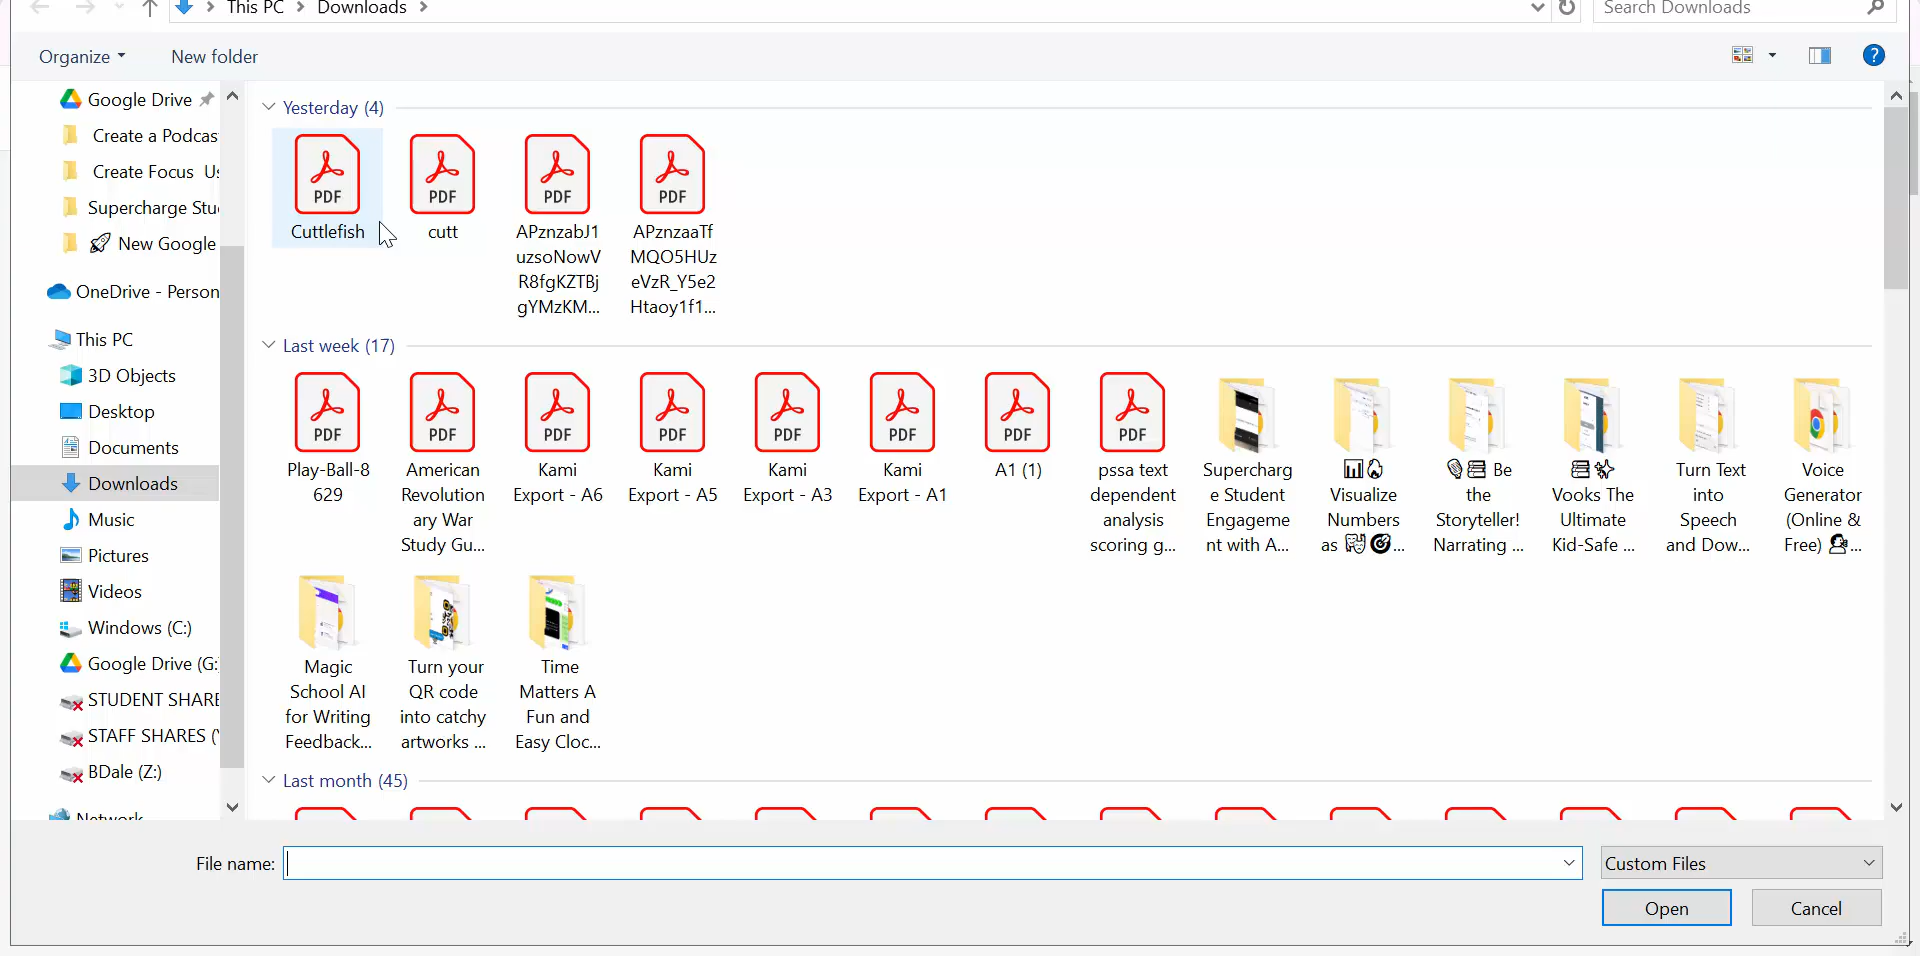 This PC > Downloads >
Search Downloads
Organize
New folder
?
Google Drive
Create a Podcas
Create Focus Us
Supercharge Stu
New Google
OneDrive - Person
This PC
3D Objects
Desktop
Documents
Downloads
Music
Pictures
Videos
Windows (C:)
Google Drive (G:
STUDENT SHARE
STAFF SHARES (
BDale (Z:)
Network
Yesterday (4)
PDF
PDF
PDF
PDF
Cuttlefish
cutt
APznzabJ1
uzsoNowV
R8fgKZTBj
gYMzKM...
APznzaaTf
MQO5HUz
eVzR_Y5e2
Htaoy1f1...
Last week (17)
PDF
PDF
PDF
PDF
PDF
PDF
PDF
PDF
Play-Ball-8
629
American
Revolution
ary War
Study Gu...
Kami
Export - A6
Kami
Export - A5
Kami
Export - A3
Kami
Export - A1
A1 (1)
pssa text
dependent
analysis
scoring g...
Supercharg
e Student
Engageme
nt with A...
📊🔥
Visualize
Numbers
as 🎭🎯...
Be
the
Storyteller!
Narrating ...
Vooks The
Ultimate
Kid-Safe ...
Turn Text
into
Speech
and Dow...
Voice
Generator
(Online &
Free) ...
Magic
School AI
for Writing
Feedback...
Turn your
QR code
into catchy
artworks ...
Time
Matters A
Fun and
Easy Cloc...
Last month (45)
File name:
Custom Files
Open
Cancel